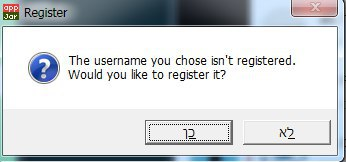 app
Jar
Register
The username you chose isn't registered.
Would you like to register it?
כן
לא